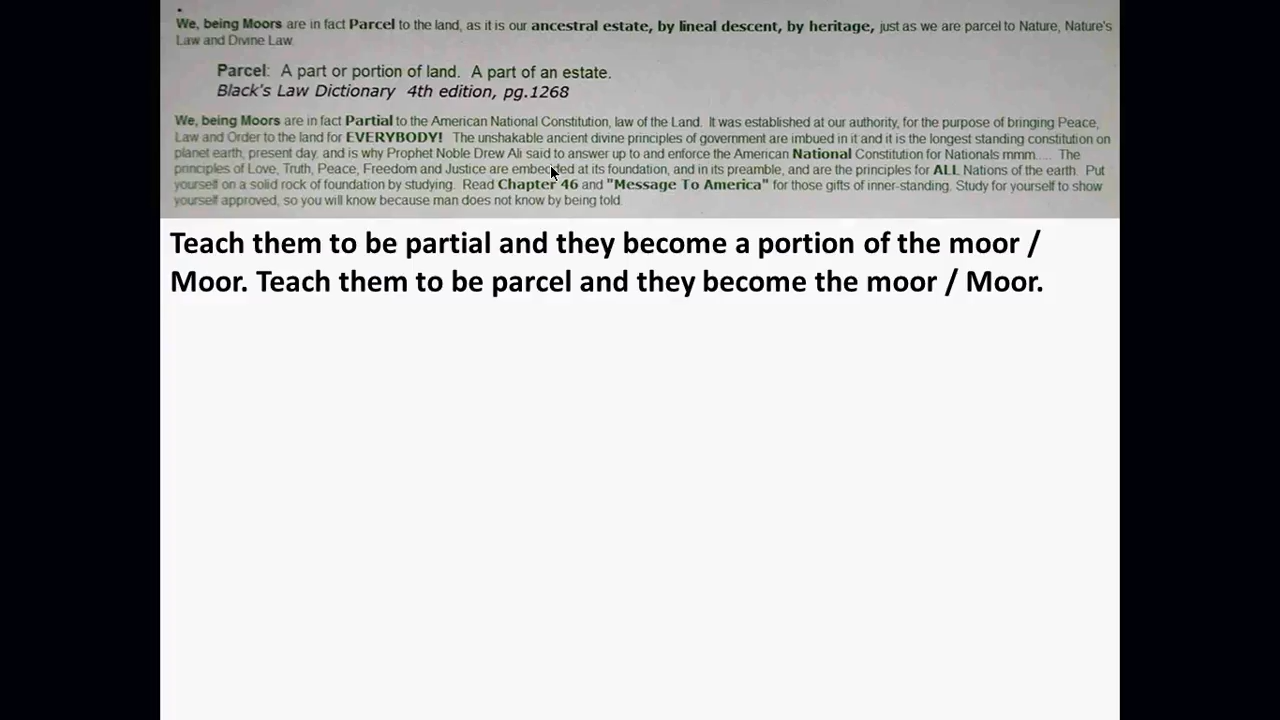 We, being Moors are in fact Parcel to the land, as it is our ancestral estate, by lineal descent, by heritage, just as we are parcel to Nature, Nature's
Law and Divine Law.
Parcel: A part or portion of land. A part of an estate.
Black's Law Dictionary 4th edition, pg.1268
We, being Moors are in fact Partial to the American National Constitution, law of the Land. It was established at our authority, for the purpose of bringing Peace,
Law and Order to the land for EVERYBODY! The unshakable ancient divine principles of government are imbued in it and it is the longest standing constitution on
planet earth, present day, and is why Prophet Noble Drew Ali said to answer up to and enforce the American National Constitution for Nationals mmm.... The
principles of Love, Truth, Peace, Freedom and Justice are embedded at its foundation, and in its preamble, and are the principles for ALL Nations of the earth. Put
yourself on a solid rock of foundation by studying. Read Chapter 46 and "Message To America" for those gifts of inner-standing. Study for yourself to show
yourself approved, so you will know because man does not know by being told.
Teach them to be partial and they become a portion of the moor /
Moor. Teach them to be parcel and they become the moor / Moor.